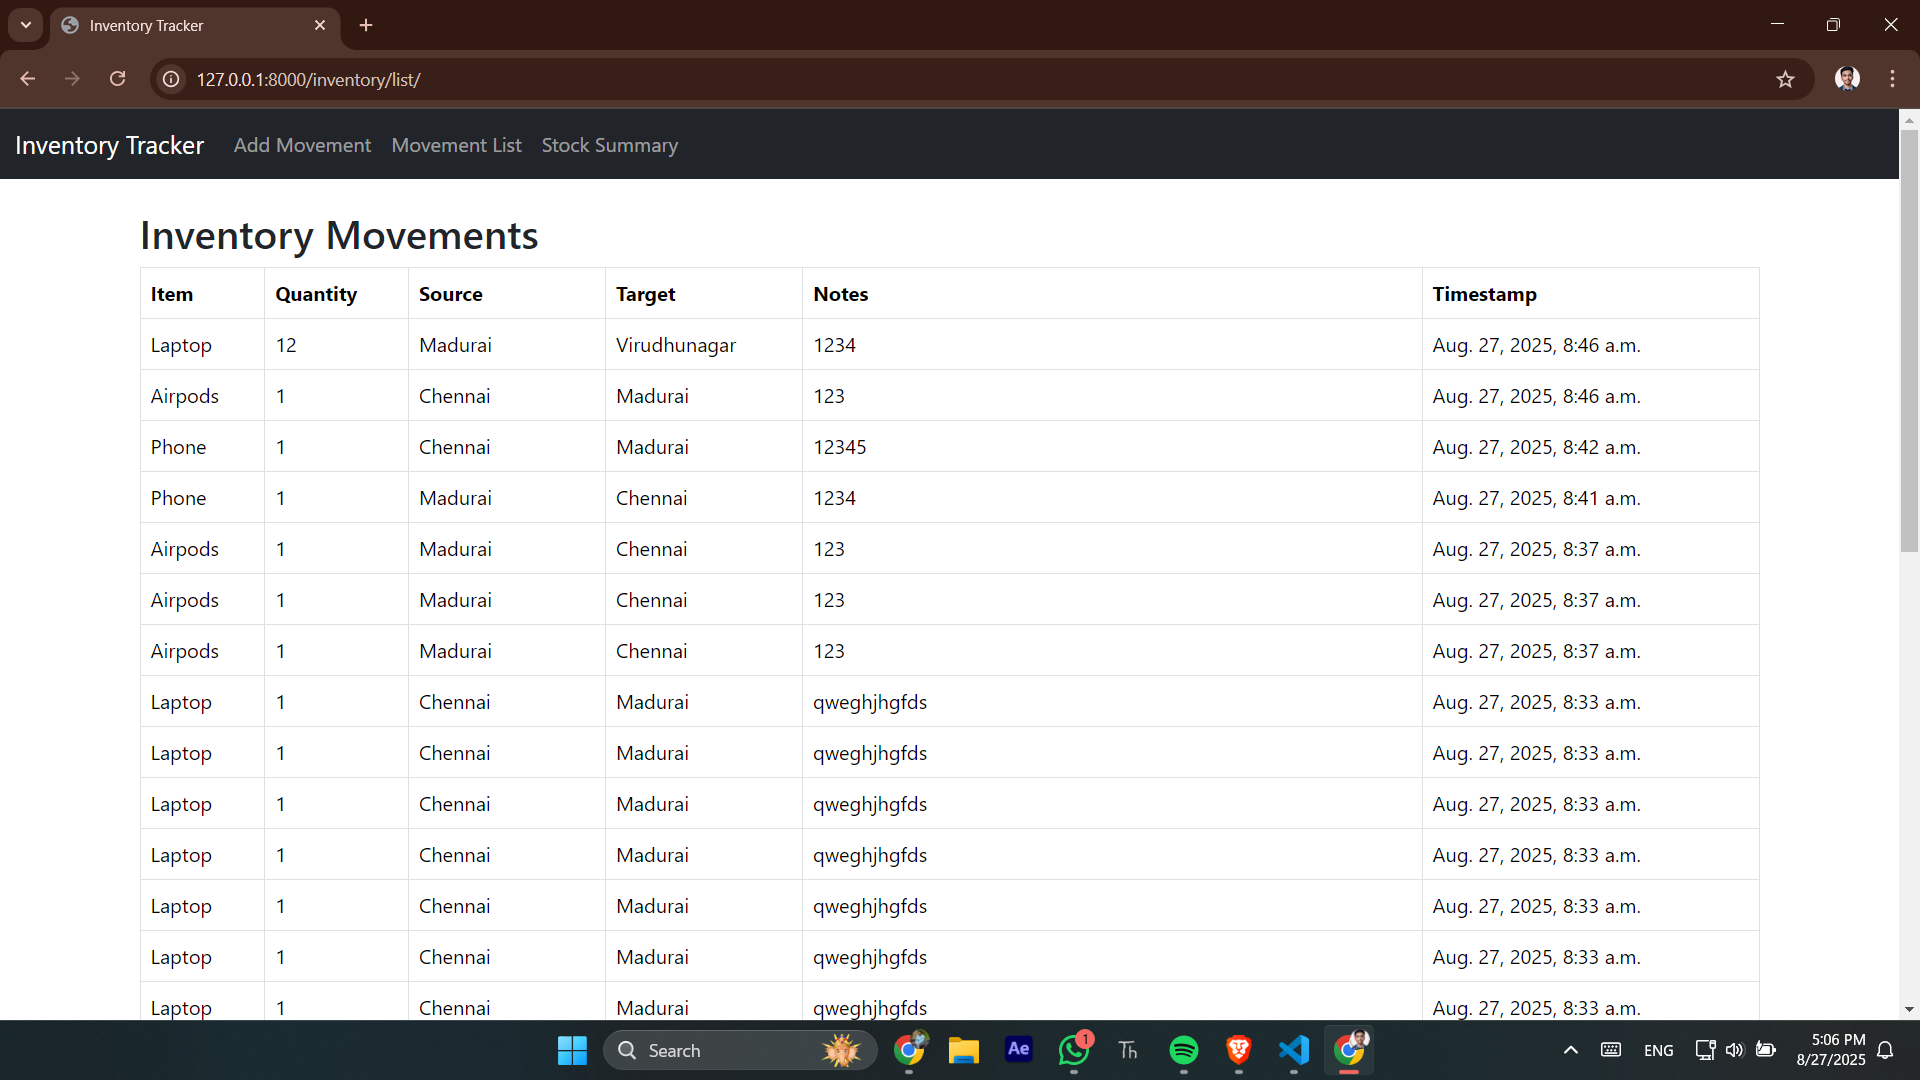 Inventory Tracker
127.0.0.1:8000/inventory/list/
Inventory Tracker Add Movement Movement List Stock Summary
Inventory Movements
Item Quantity Source Target Notes Timestamp
Laptop 12 Madurai Virudhunagar 1234 Aug. 27, 2025, 8:46 a.m.
Airpods 1 Chennai Madurai 123 Aug. 27, 2025, 8:46 a.m.
Phone 1 Chennai Madurai 12345 Aug. 27, 2025, 8:42 a.m.
Phone 1 Madurai Chennai 1234 Aug. 27, 2025, 8:41 a.m.
Airpods 1 Madurai Chennai 123 Aug. 27, 2025, 8:37 a.m.
Airpods 1 Madurai Chennai 123 Aug. 27, 2025, 8:37 a.m.
Airpods 1 Madurai Chennai 123 Aug. 27, 2025, 8:37 a.m.
Laptop 1 Chennai Madurai qweghjhgfds Aug. 27, 2025, 8:33 a.m.
Laptop 1 Chennai Madurai qweghjhgfds Aug. 27, 2025, 8:33 a.m.
Laptop 1 Chennai Madurai qweghjhgfds Aug. 27, 2025, 8:33 a.m.
Laptop 1 Chennai Madurai qweghjhgfds Aug. 27, 2025, 8:33 a.m.
Laptop 1 Chennai Madurai qweghjhgfds Aug. 27, 2025, 8:33 a.m.
Laptop 1 Chennai Madurai qweghjhgfds Aug. 27, 2025, 8:33 a.m.
Laptop 1 Chennai Madurai qweghjhgfds Aug. 27, 2025, 8:33 a.m.
Search Ae 1 Th ENG 5:06 PM
8/27/2025